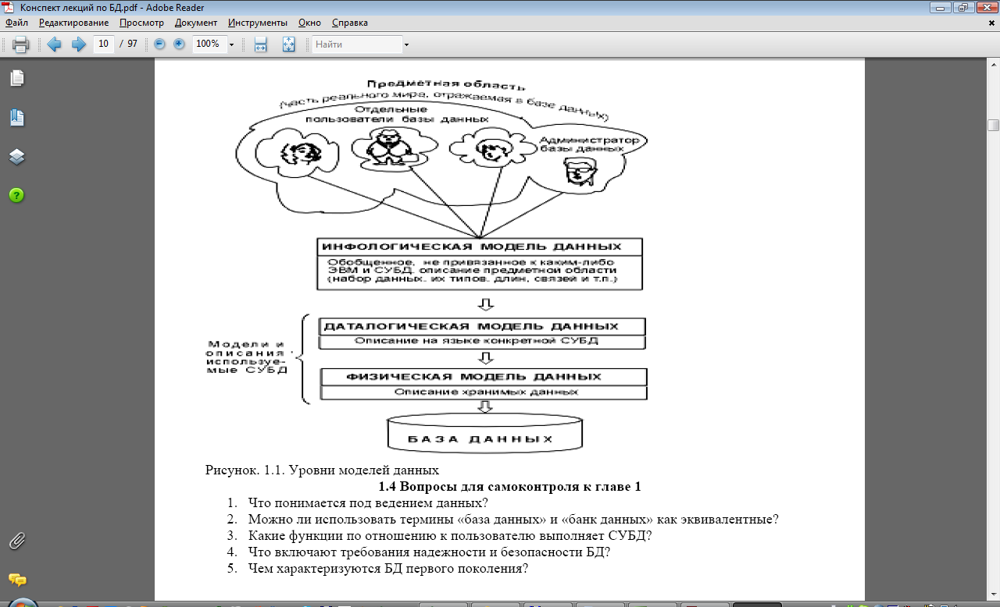 Конспект лекций по БД.pdf - Adobe Reader
Файл Редактирование Просмотр Документ Инструменты Окно Справка
10 / 97 100% Найти
Предметная область
(часть реального мира, отражаемая в базе данных)
Отдельные
пользователи базы данных
Администратор
базы данных
ИНФОЛОГИЧЕСКАЯ МОДЕЛЬ ДАННЫХ
Обобщенное, не привязанное к каким-либо
ЭВМ и СУБД, описание предметной области
(набор данных, их типов, длин, связей и т.п.)
ДАТАЛОГИЧЕСКАЯ МОДЕЛЬ ДАННЫХ
Описание на языке конкретной СУБД
Модели и
описания
используе-
мые СУБД
ФИЗИЧЕСКАЯ МОДЕЛЬ ДАННЫХ
Описание хранимых данных
БАЗА ДАННЫХ
Рисунок. 1.1. Уровни моделей данных
1.4 Вопросы для самоконтроля к главе 1
1. Что понимается под ведением данных?
2. Можно ли использовать термины «база данных» и «банк данных» как эквивалентные?
3. Какие функции по отношению к пользователю выполняет СУБД?
4. Что включают требования надежности и безопасности БД?
5. Чем характеризуются БД первого поколения?